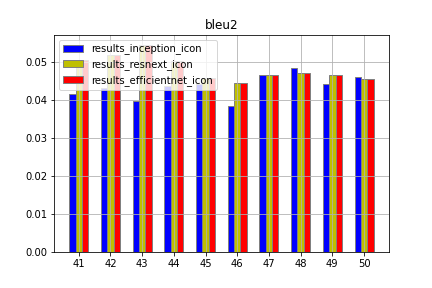 bleu2
results_inception_icon
results_resnext_icon
results_efficientnet_icon
0.05
0.04
0.03
0.02
0.01
0.00
41 42 43 44 45 46 47 48 49 50